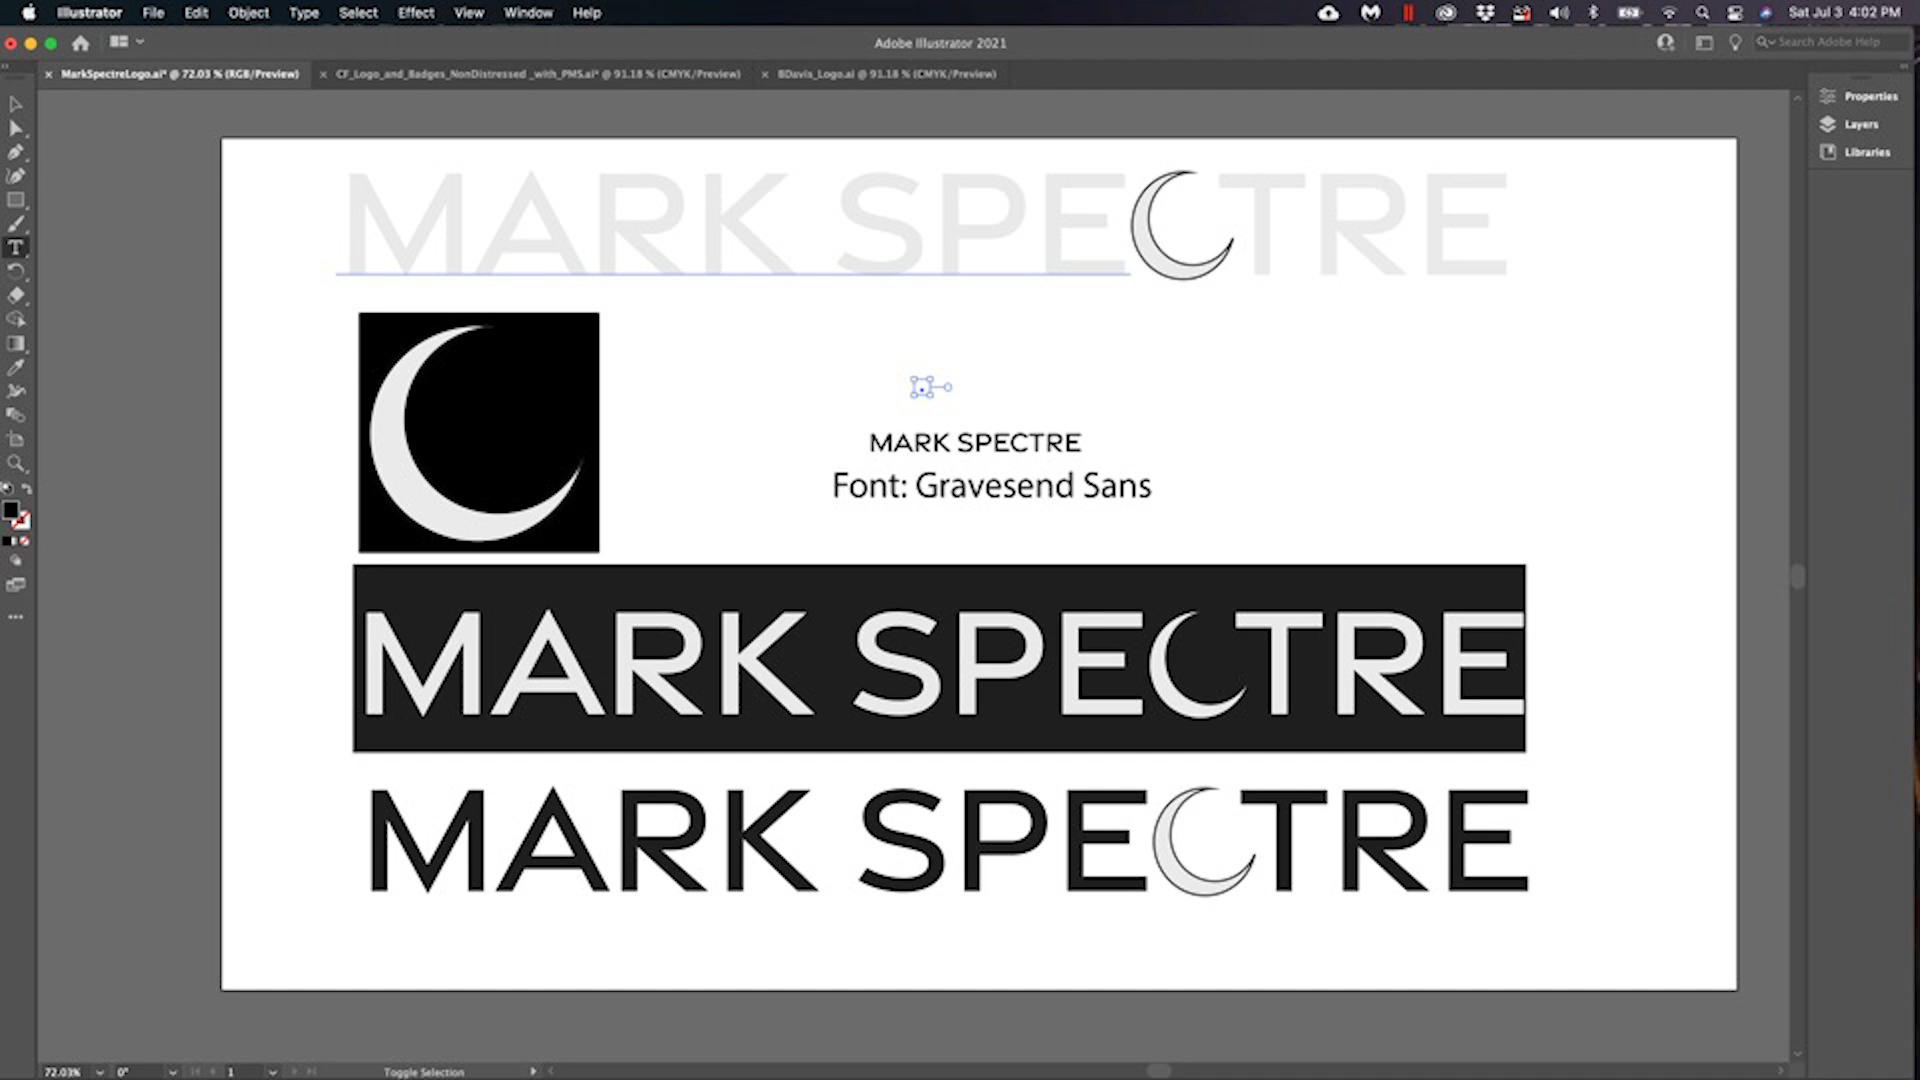 Illustrator File Edit Object Type Select Effect View Window Help Sat Jul 3 4:02 PM
Adobe Illustrator 2021 Search Adobe Help
× MarkSpectreLogo.ai* @ 72.03 % (RGB/Preview) × CF_Logo_and_Badges_NonDistressed _with_PMS.ai* @ 91.18 % (CMYK/Preview) × BDavis_Logo.ai @ 91.18 % (CMYK/Preview)
Properties
Layers
Libraries
MARK SPECTRE
MARK SPECTRE
Font: Gravesend Sans
MARK SPECTRE
MARK SPECTRE
72.03% 0° 1 Toggle Selection